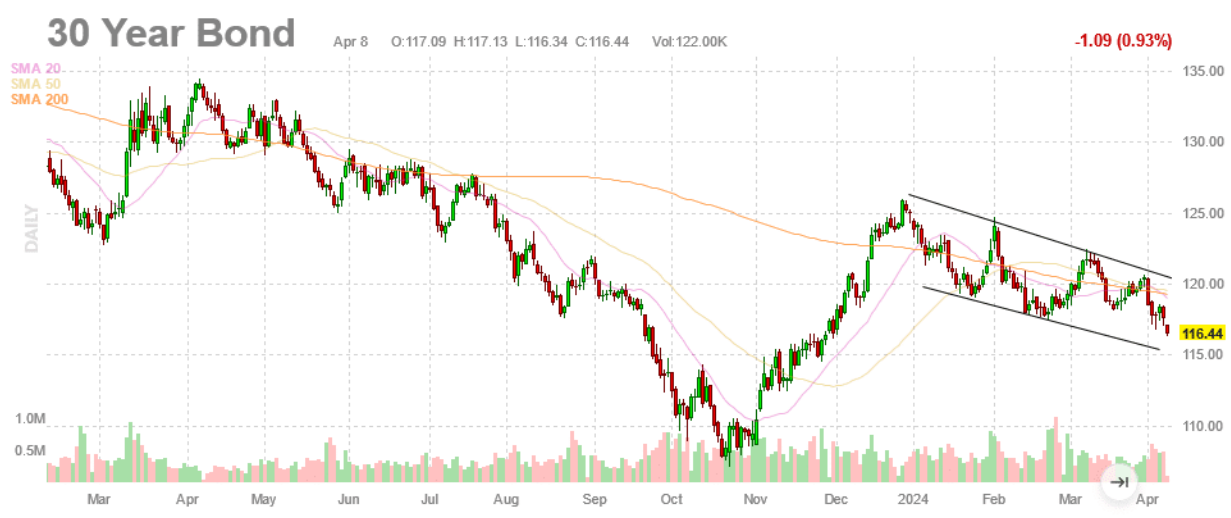 30 Year Bond Apr 8 O:117.09 H:117.13 L:116.34 C:116.44 Vol:122.00K -1.09 (0.93%)
SMA 20
SMA 50
SMA 200
135.00
130.00
125.00
120.00
116.44
115.00
110.00
DAILY
1.0M
0.5M
Mar Apr May Jun Jul Aug Sep Oct Nov Dec 2024 Feb Mar Apr